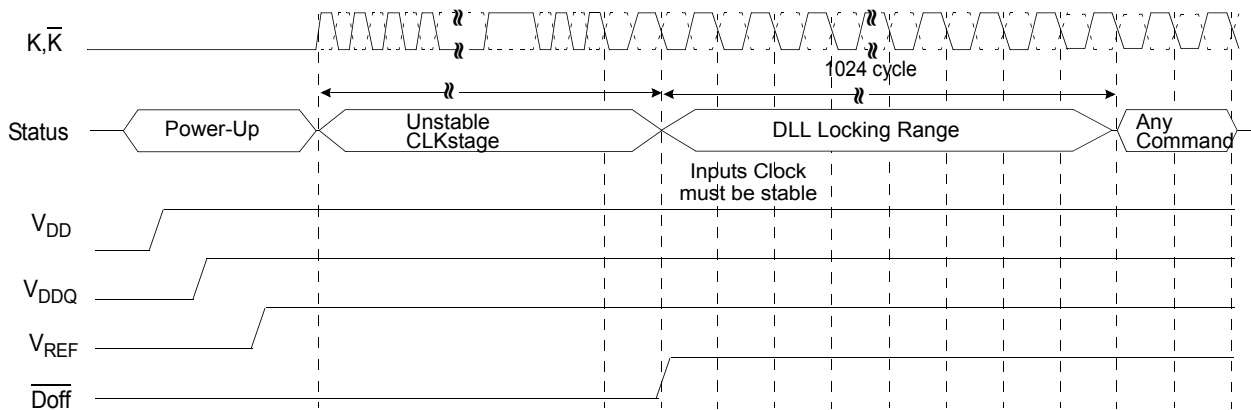 K,K̅
1024 cycle
Status
Power-Up
Unstable
CLKstage
DLL Locking Range
Any
Command
Inputs Clock
must be stable
VDD
VDDQ
VREF
D̅o̅f̅f̅